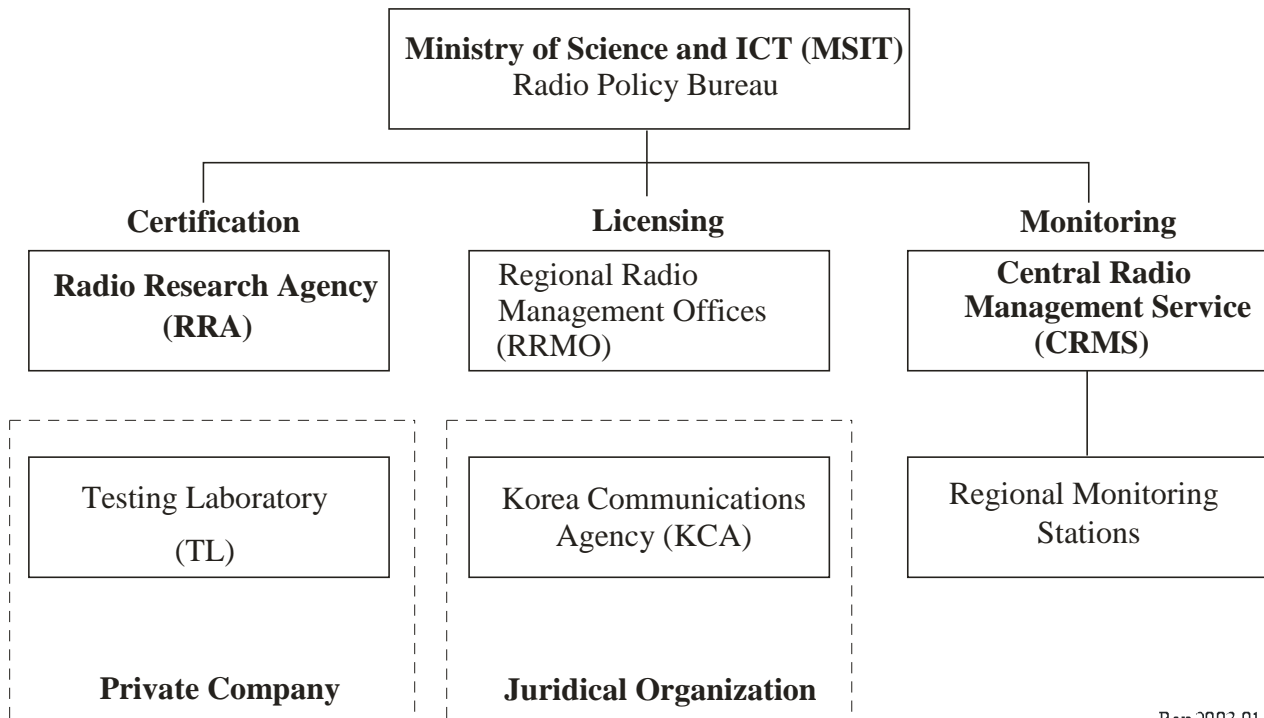 Ministry of Science and ICT (MSIT)
Radio Policy Bureau
Certification
Radio Research Agency
(RRA)
Licensing
Regional Radio
Management Offices
(RRMO)
Monitoring
Central Radio
Management Service
(CRMS)
Testing Laboratory
(TL)
Private Company
Korea Communications
Agency (KCA)
Juridical Organization
Regional Monitoring
Stations